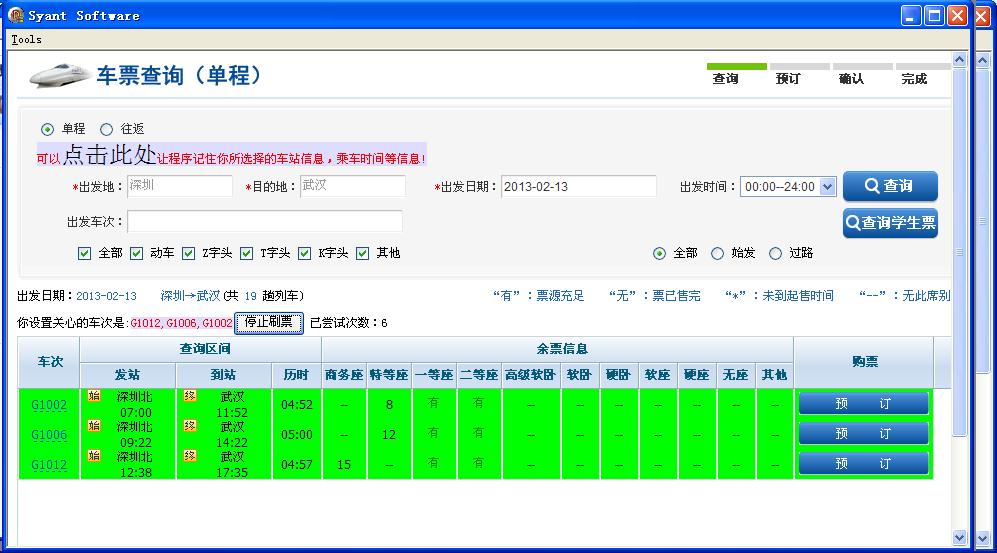 Syant Software
Tools
车票查询（单程）
查询 预订 确认 完成
单程 往返
可以 点击此处让程序记住你所选择的车站信息，乘车时间等信息!
*出发地： 深圳 *目的地： 武汉 *出发日期： 2013-02-13 出发时间： 00:00--24:00 查询
出发车次： 查询学生票
全部 动车 Z字头 T字头 K字头 其他 全部 始发 过路
出发日期：2013-02-13 深圳→武汉(共 19 趟列车) “有”：票源充足 “无”：票已售完 “*”：未到起售时间 “--”：无此席别
你设置关心的车次是:G1012,G1006,G1002 停止刷票 已尝试次数：6
车次 查询区间 余票信息 购票
发站 到站 历时 商务座 特等座 一等座 二等座 高级软卧 软卧 硬卧 软座 硬座 无座 其他
G1002 始 深圳北 07:00 终 武汉 11:52 04:52 -- 8 有 有 -- -- -- -- -- -- -- 预 订
G1006 始 深圳北 09:22 终 武汉 14:22 05:00 -- 12 有 有 -- -- -- -- -- -- -- 预 订
G1012 始 深圳北 12:38 终 武汉 17:35 04:57 15 -- 有 有 -- -- -- -- -- -- -- 预 订